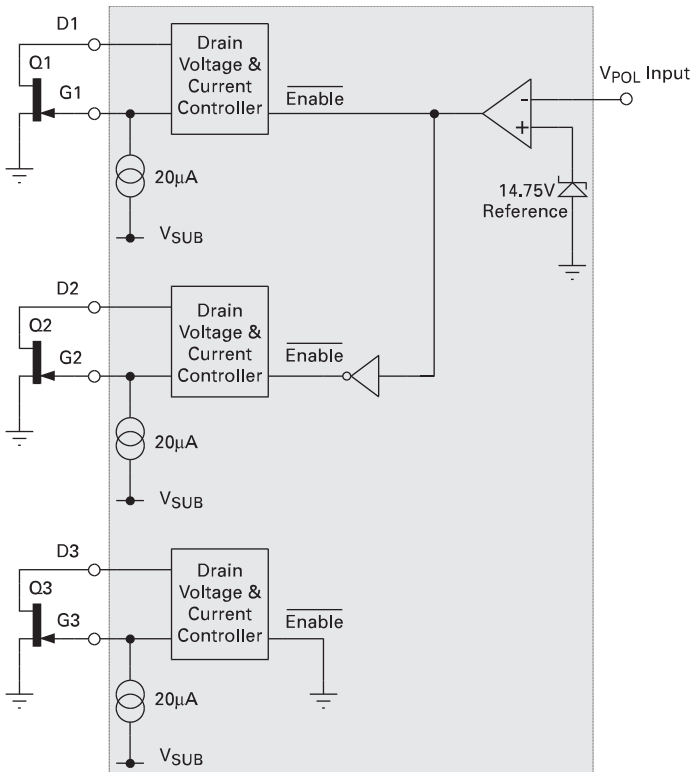 D1
Q1
G1
Drain
Voltage &
Current
Controller
Enable
VPOL Input
-
+
14.75V
Reference
20µA
VSUB
D2
Q2
G2
Drain
Voltage &
Current
Controller
Enable
20µA
VSUB
D3
Q3
G3
Drain
Voltage &
Current
Controller
Enable
20µA
VSUB